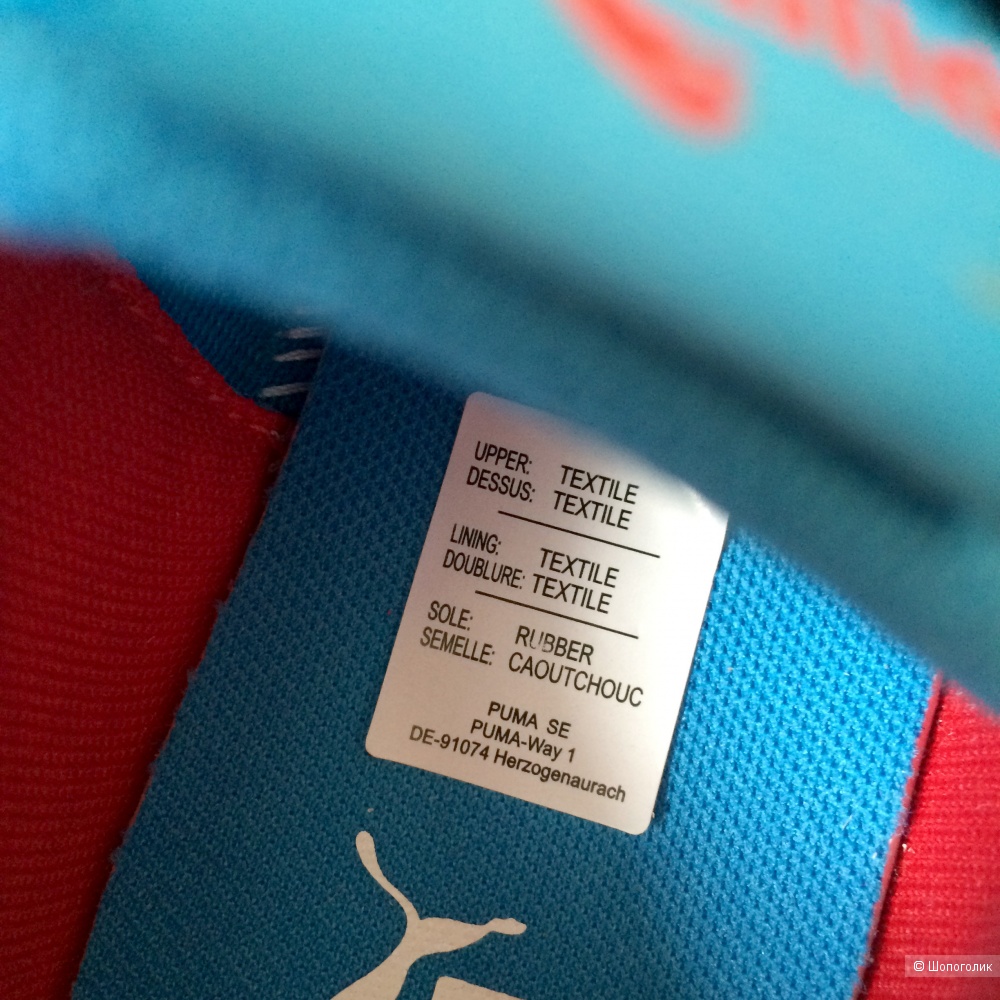 UPPER: TEXTILE
DESSUS: TEXTILE
LINING: TEXTILE
DOUBLURE: TEXTILE
SOLE: RUBBER
SEMELLE: CAOUTCHOUC
PUMA SE
PUMA-Way 1
DE-91074 Herzogenaurach
© Шопоголик